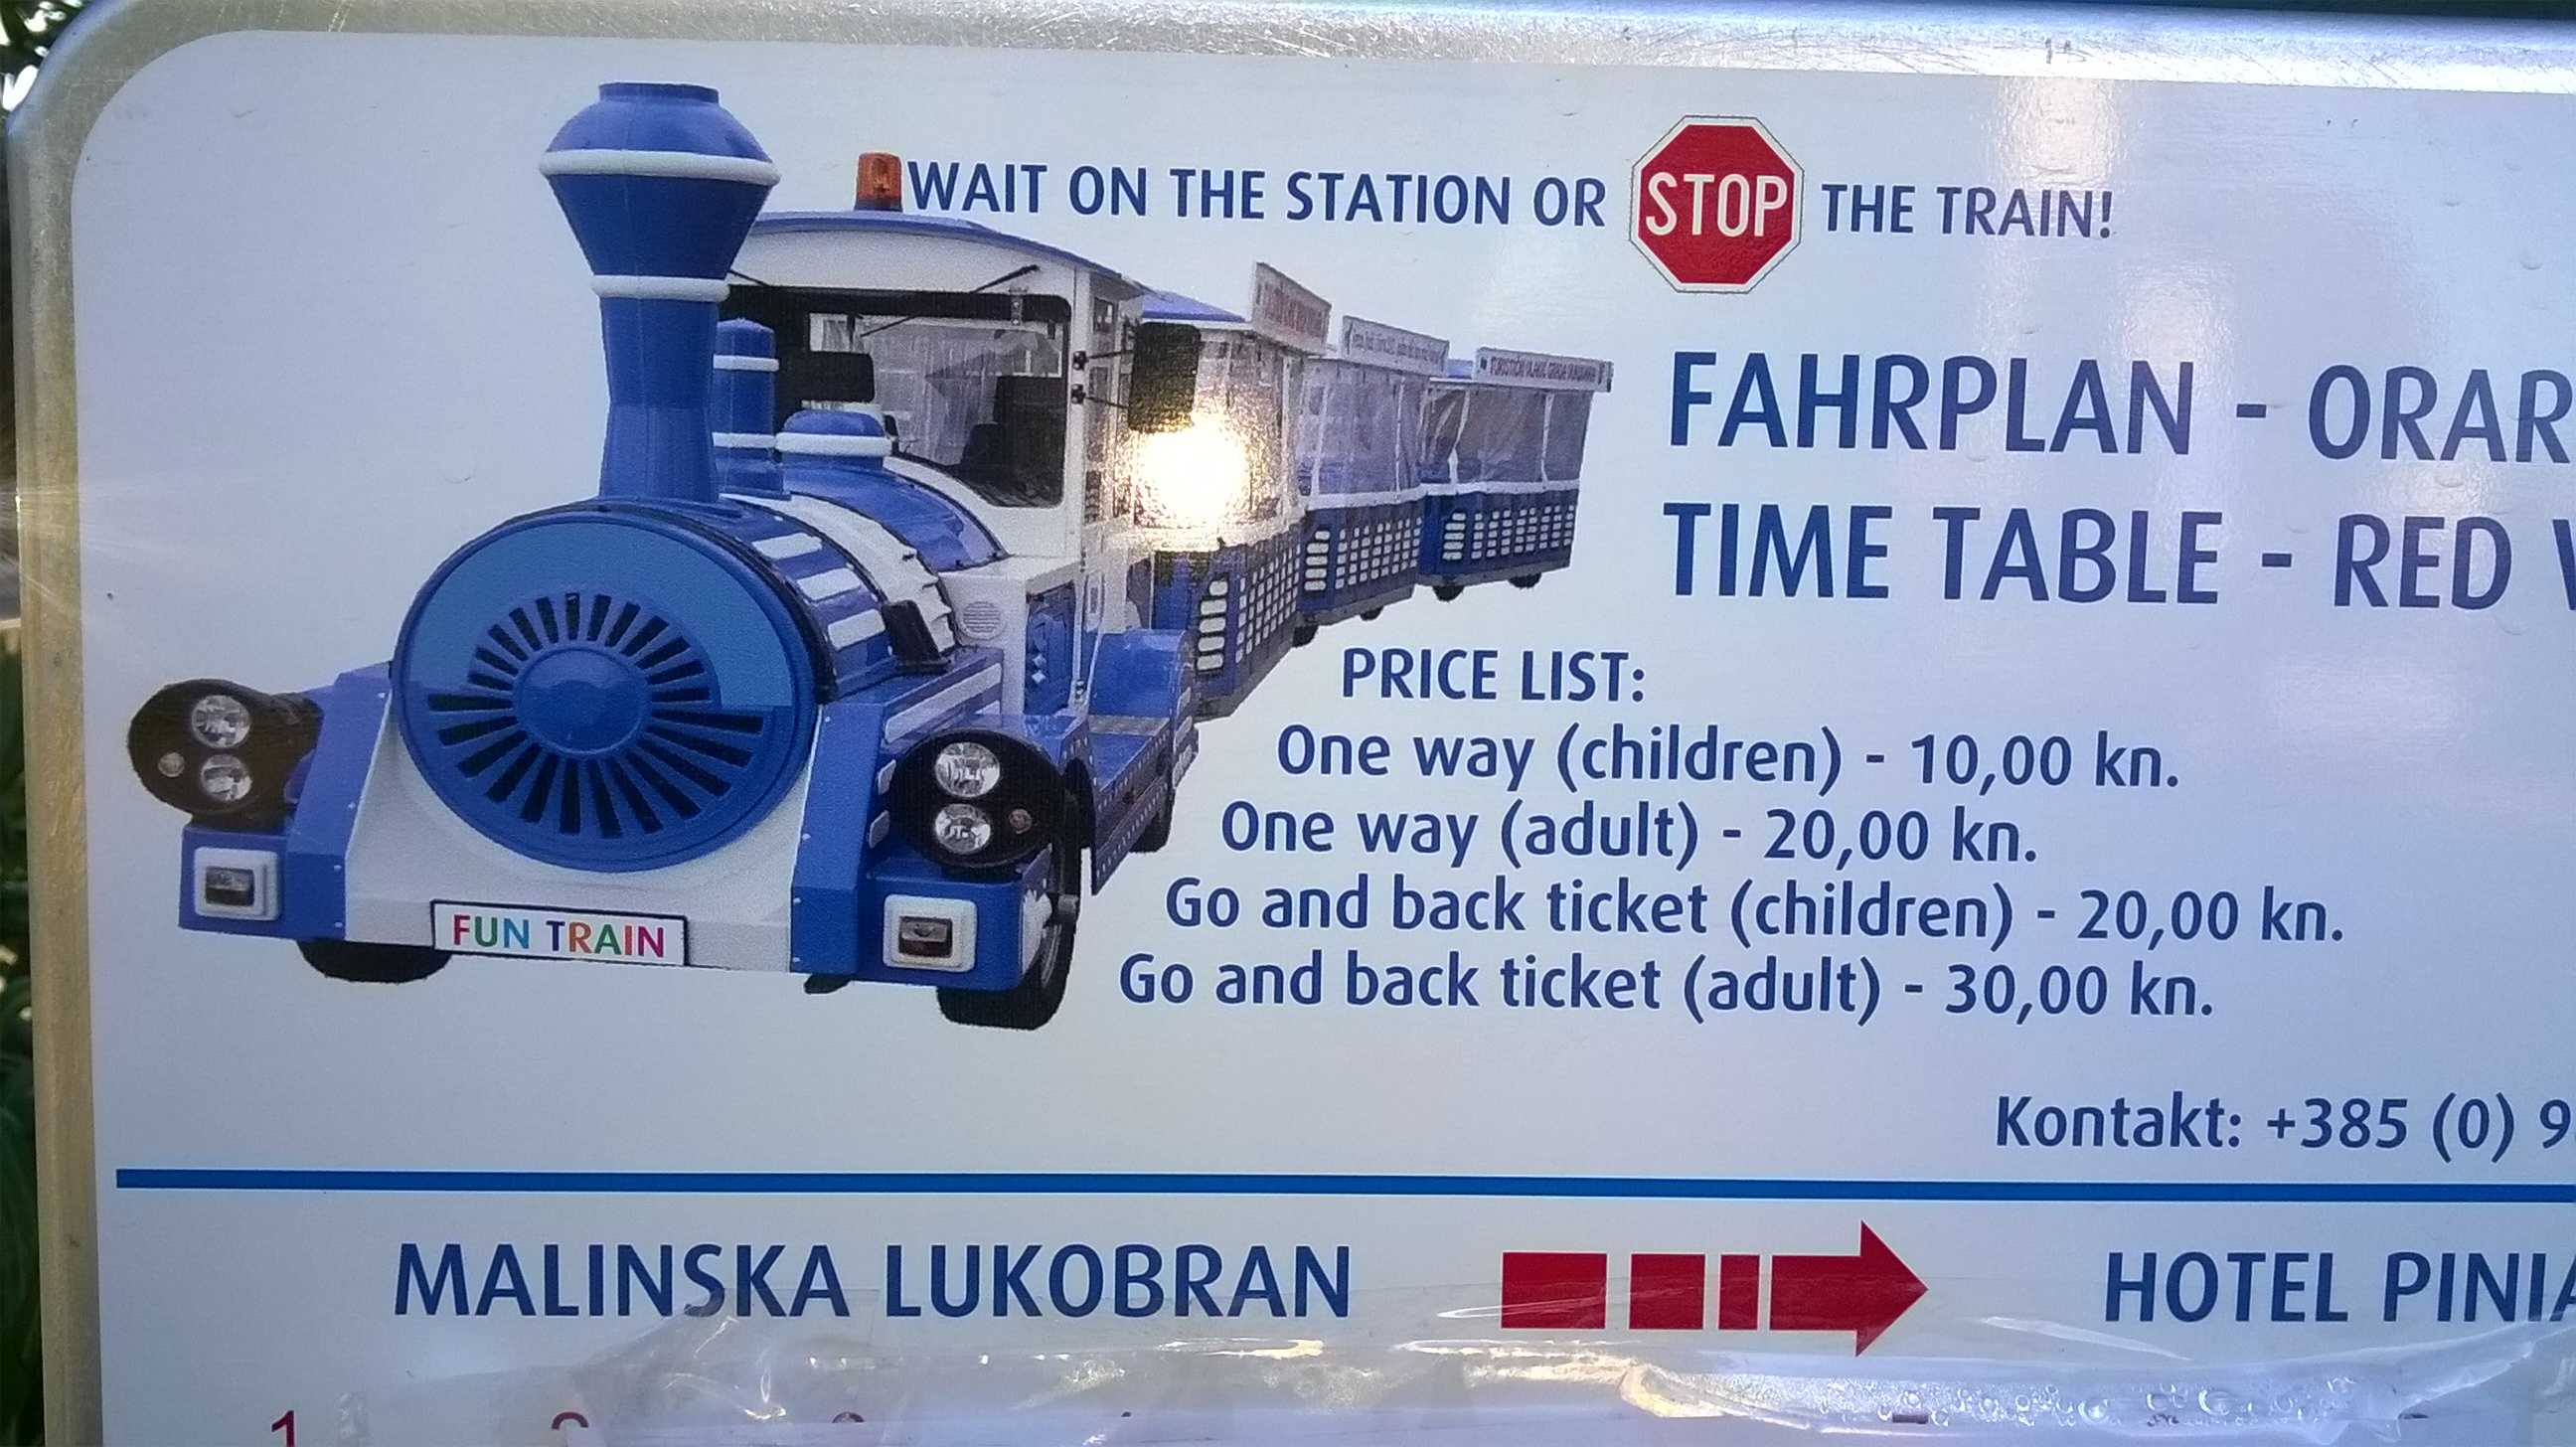 WAIT ON THE STATION OR STOP THE TRAIN!
FAHRPLAN - ORAR
TIME TABLE - RED
PRICE LIST:
One way (children) - 10,00 kn.
One way (adult) - 20,00 kn.
Go and back ticket (children) - 20,00 kn.
Go and back ticket (adult) - 30,00 kn.
FUN TRAIN
Kontakt: +385 (0) 9
MALINSKA LUKOBRAN
HOTEL PINIA
1